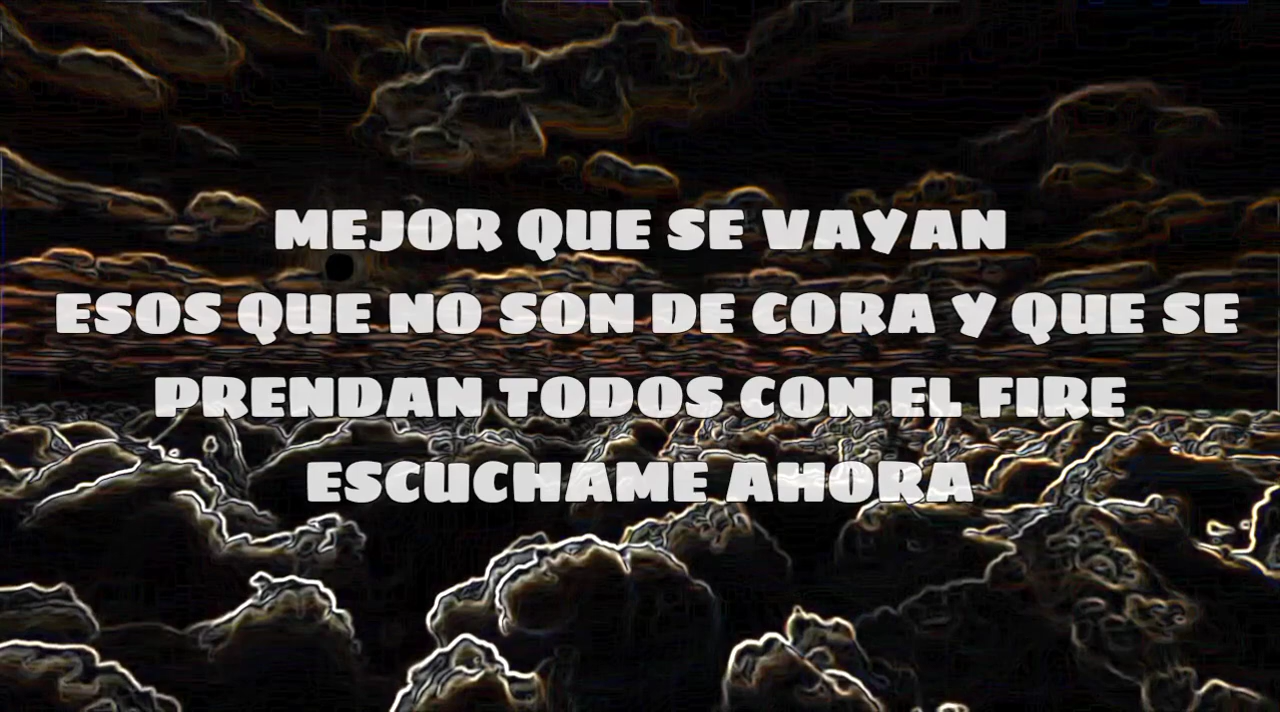 MEJOR QUE SE VAYAN
ESOS QUE NO SON DE CORA Y QUE SE
PRENDAN TODOS CON EL FIRE
ESCUCHAME AHORA